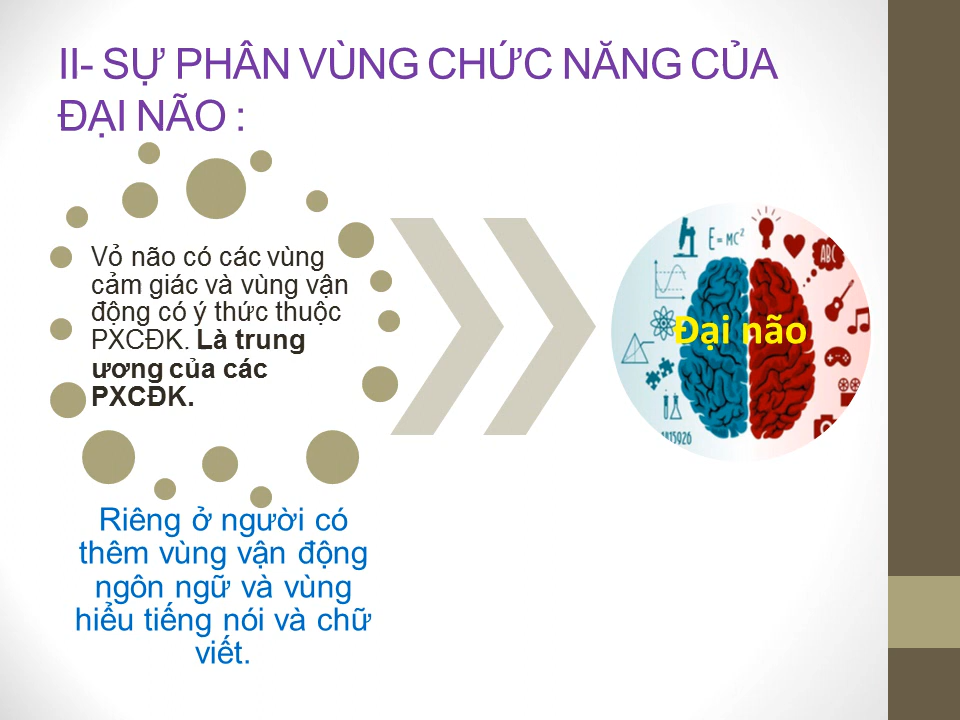 II- SỰ PHÂN VÙNG CHỨC NĂNG CỦA
ĐẠI NÃO :
Vỏ não có các vùng
cảm giác và vùng vận
động có ý thức thuộc
PXCĐK. Là trung
ương của các
PXCĐK.
Riêng ở người có
thêm vùng vận động
ngôn ngữ và vùng
hiểu tiếng nói và chữ
viết.
E=MC²
ABC
Đại não